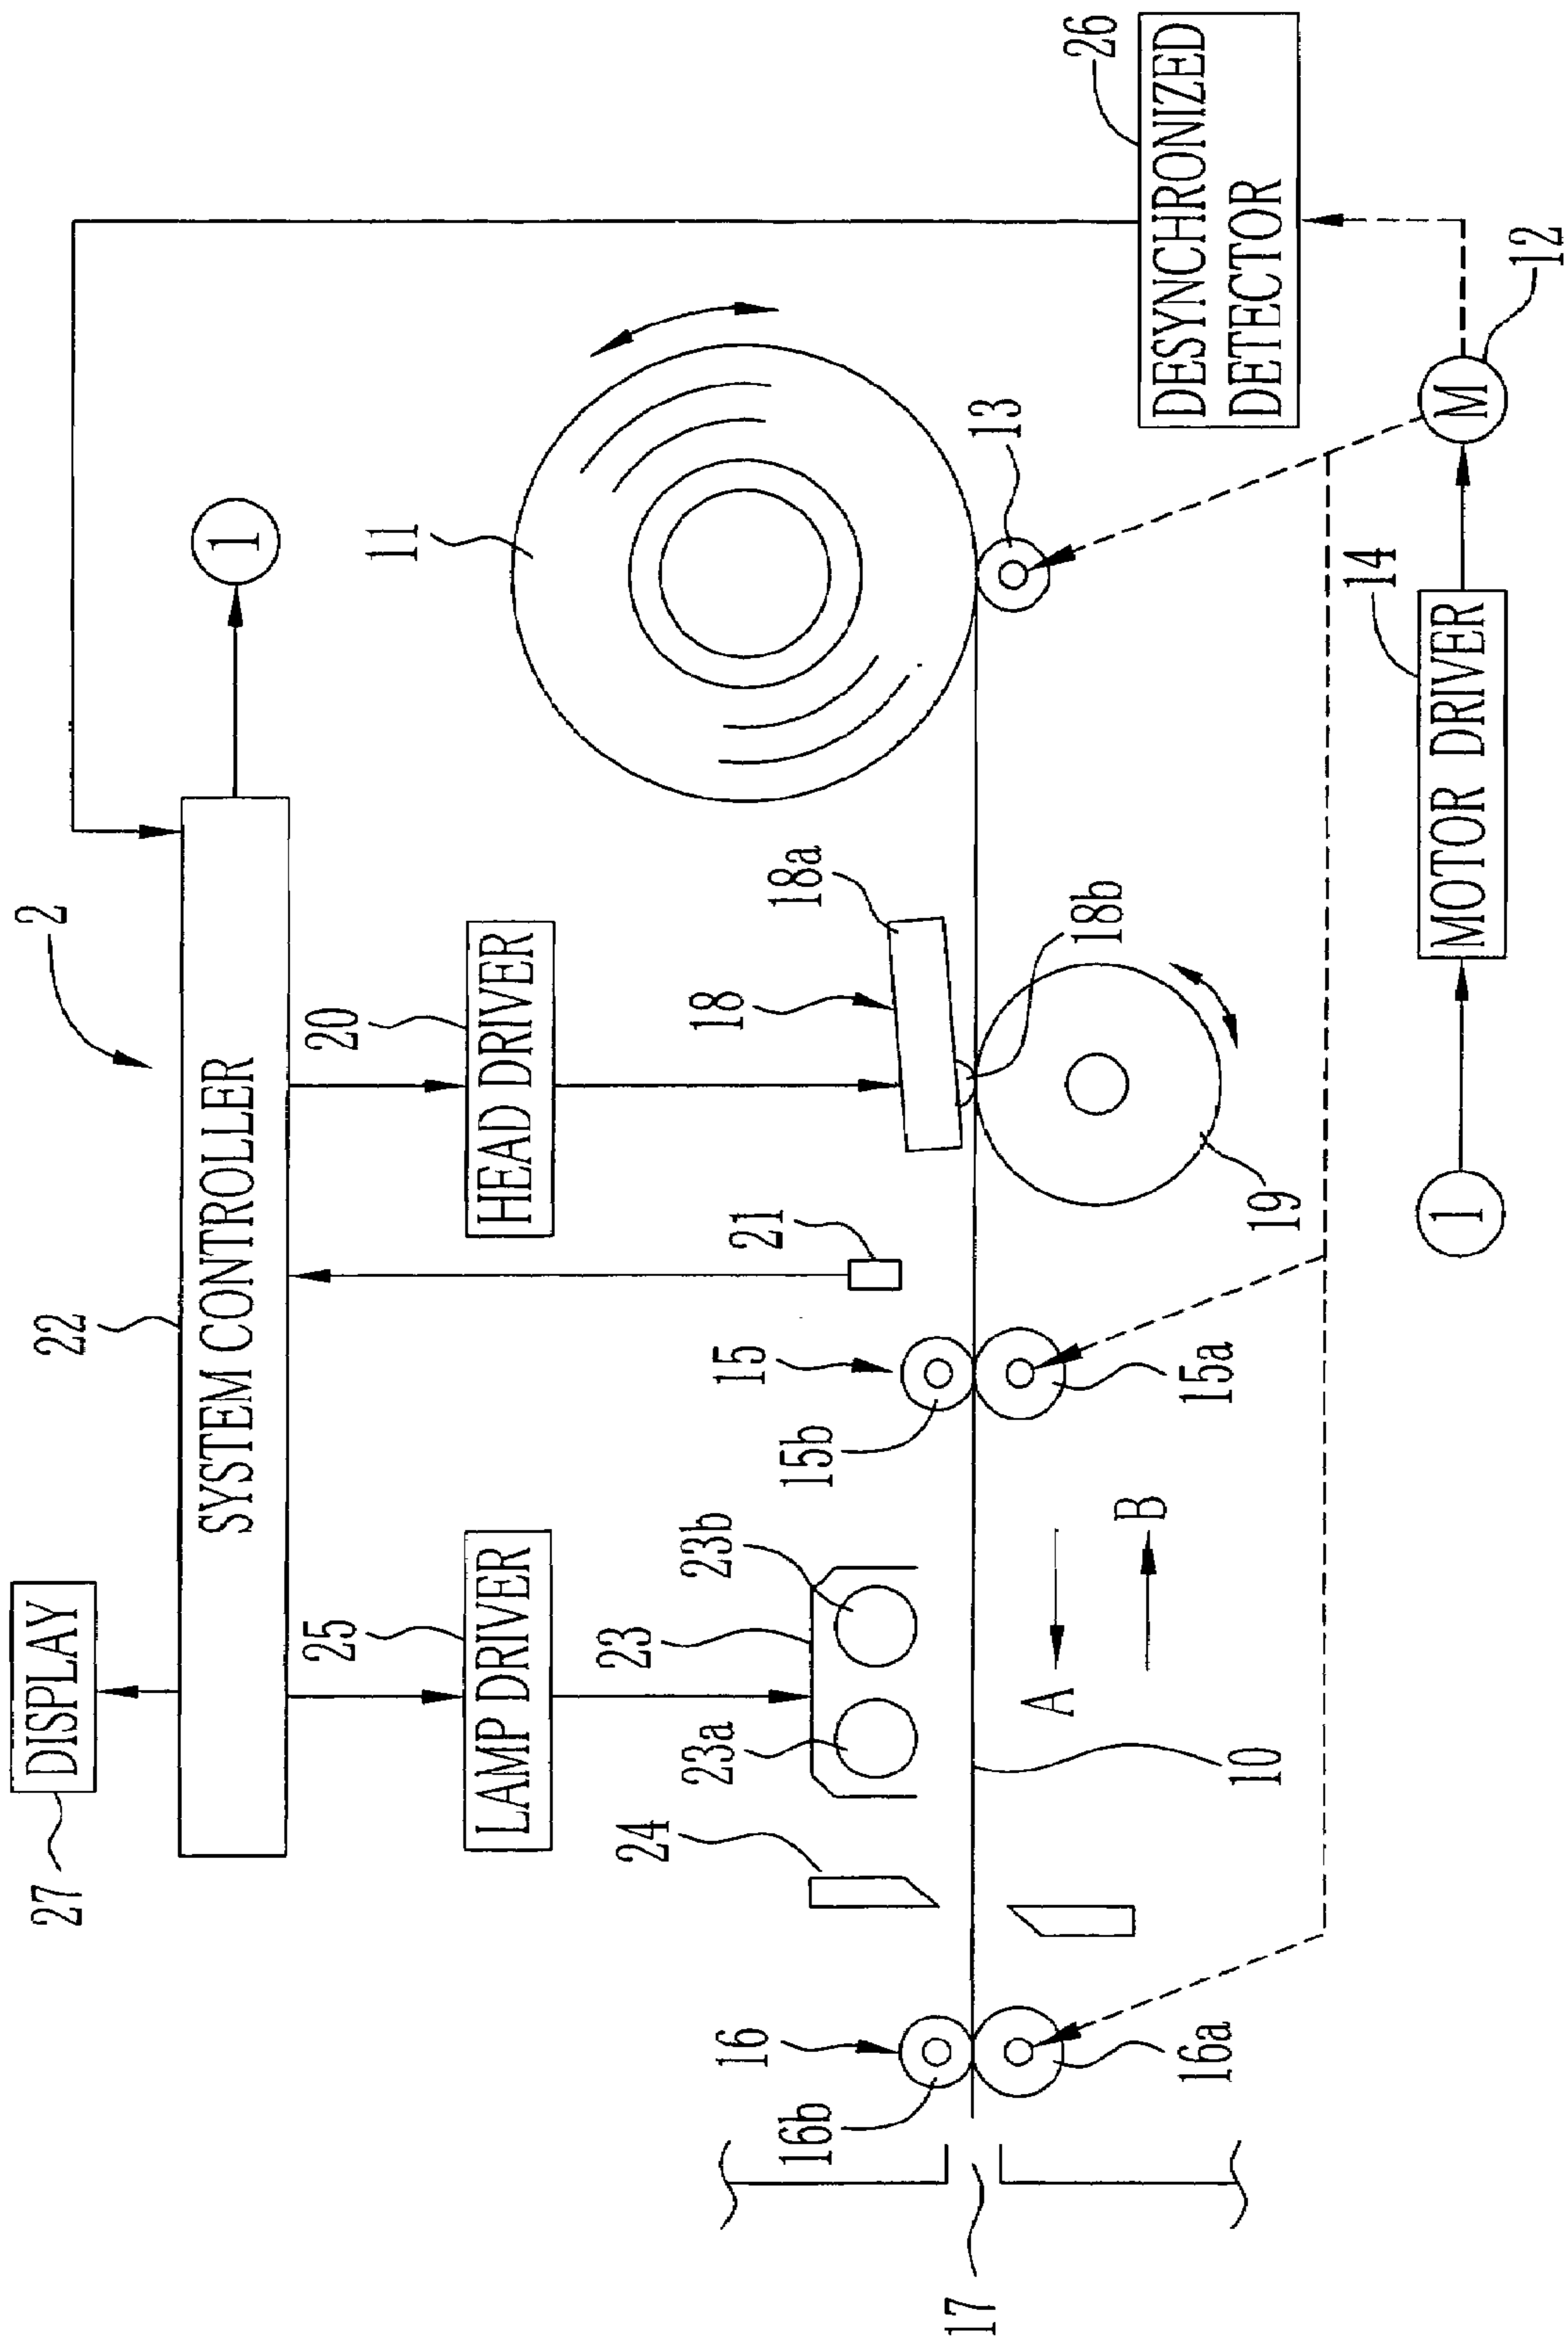 2
27
DISPLAY
22
SYSTEM CONTROLLER
1
25
LAMP DRIVER
20
HEAD DRIVER
11
24
23
23a
23b
21
18
18a
16
16b
15
15b
18b
13
17
10
A
B
16a
15a
19
26
DESYNCHRONIZED
DETECTOR
1
14
MOTOR DRIVER
M
12